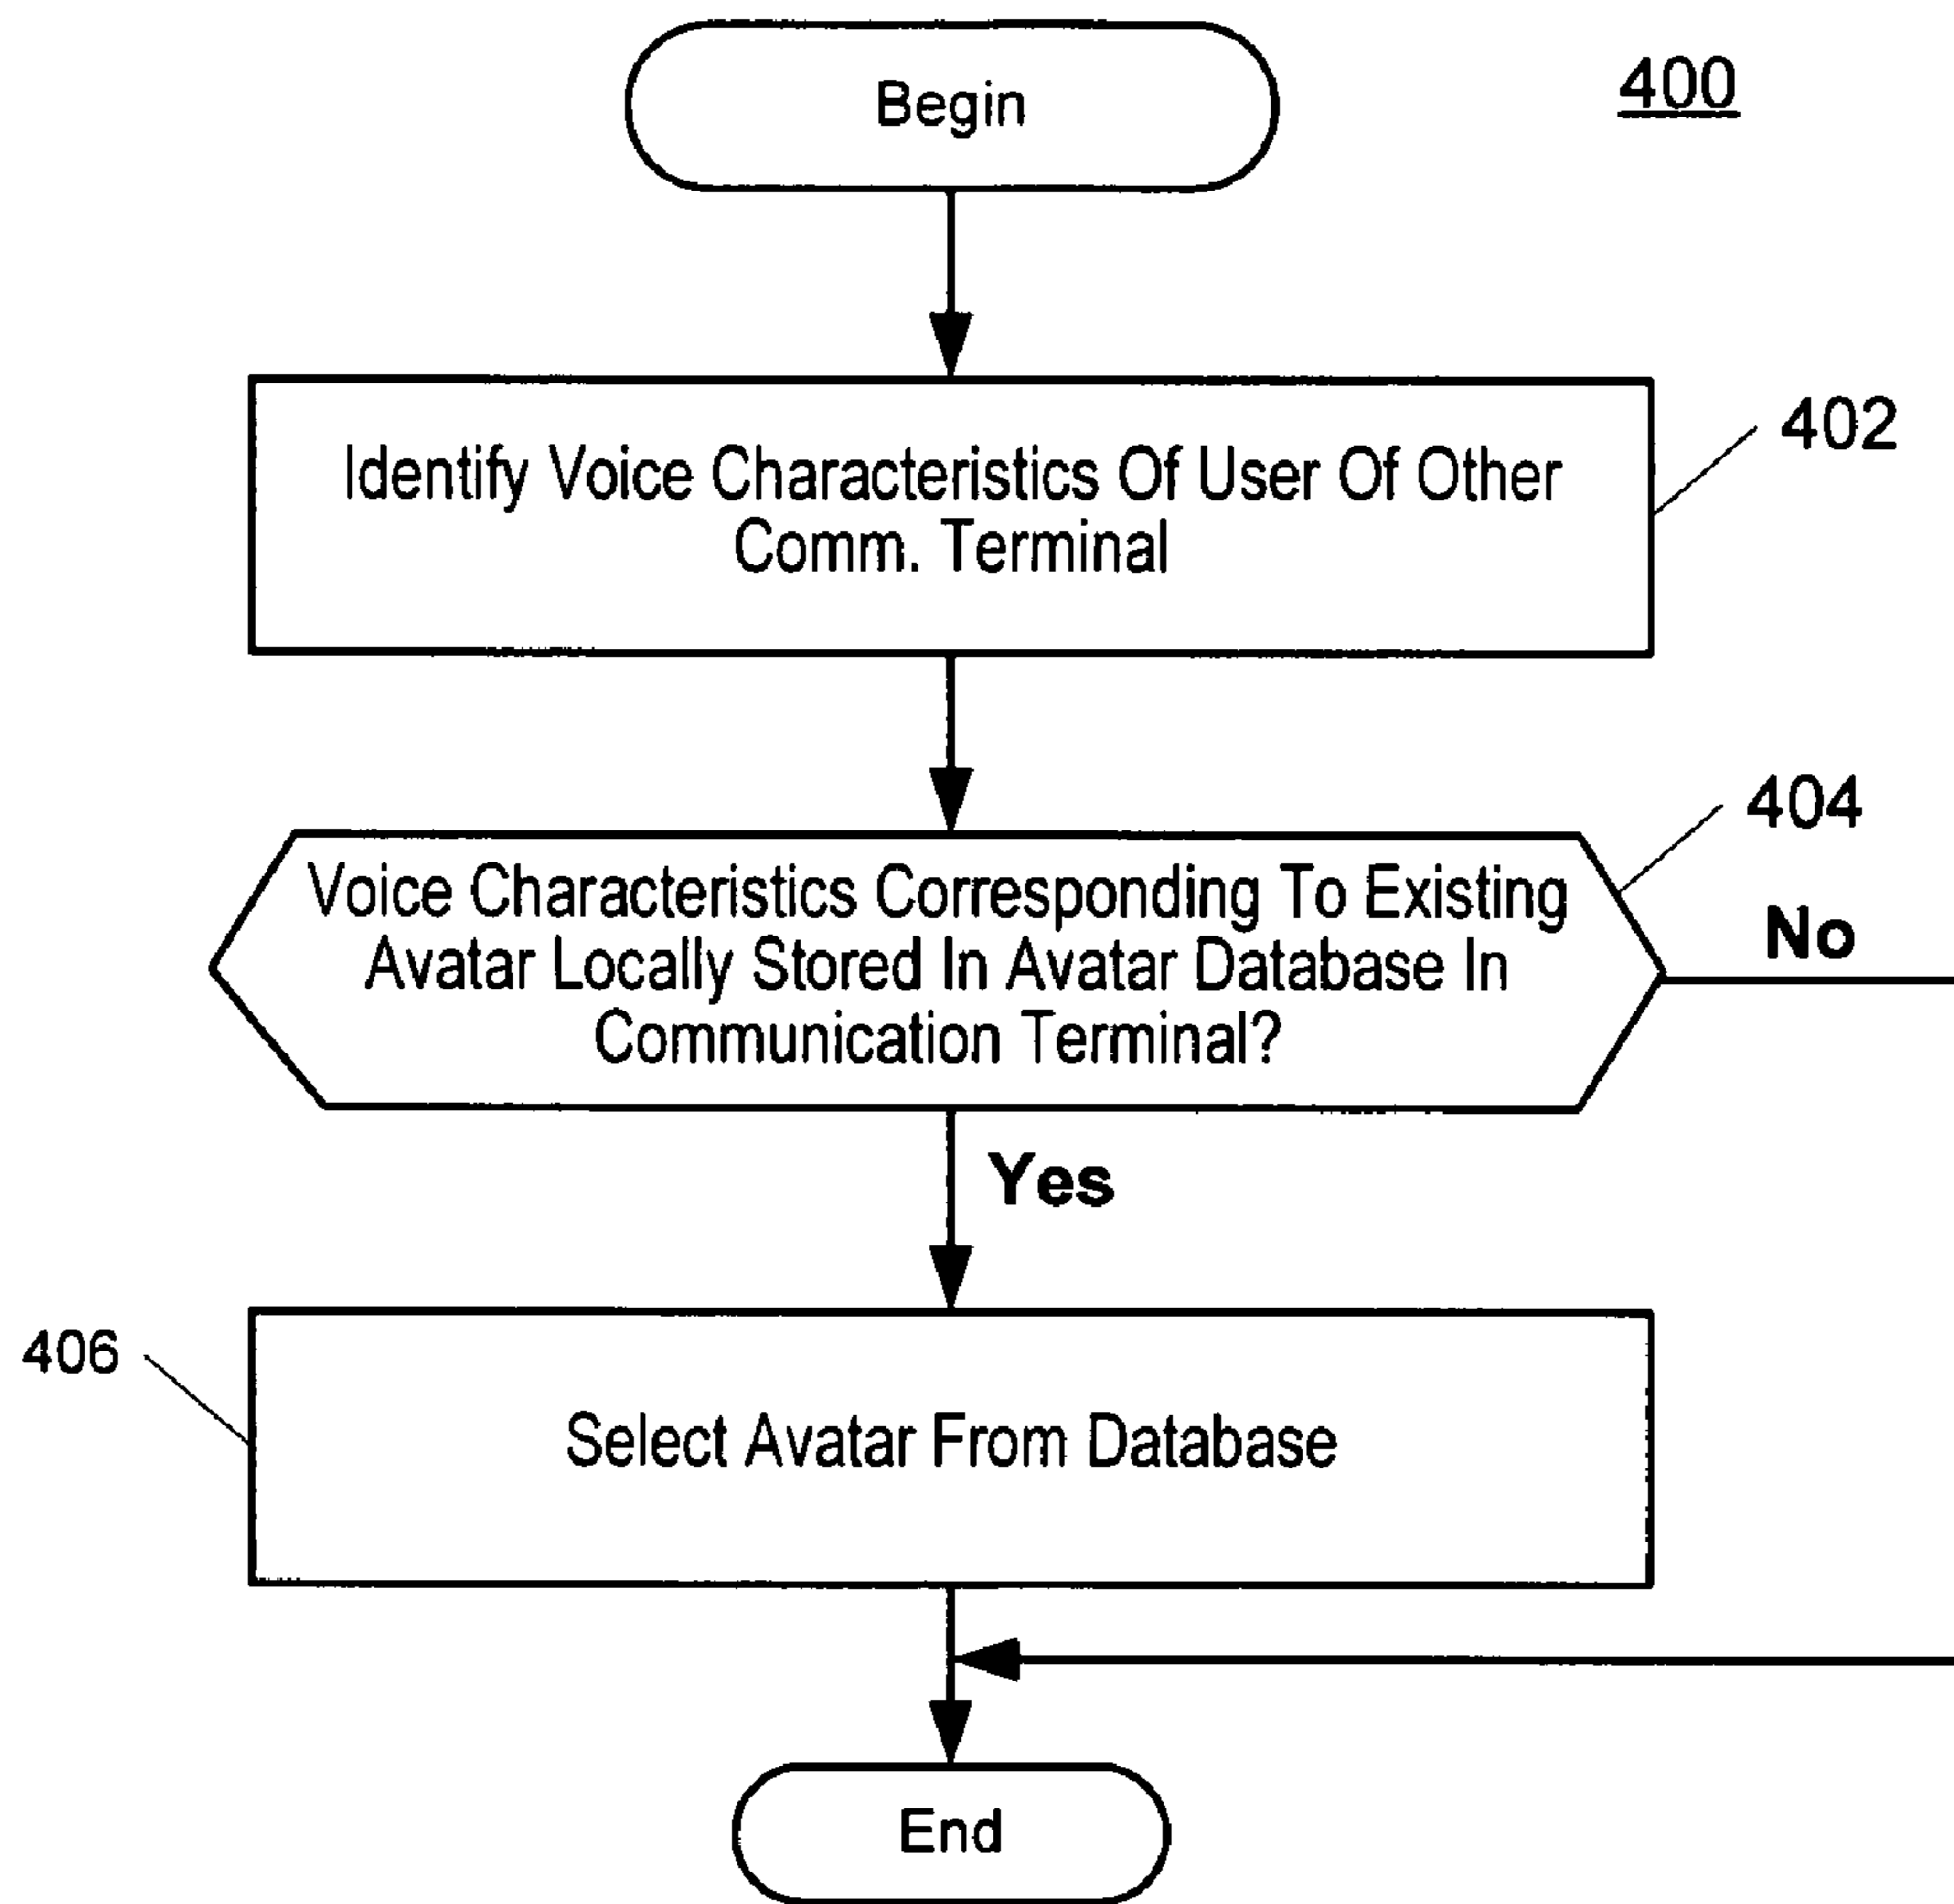 Begin
400
Identify Voice Characteristics Of User Of Other
Comm. Terminal
402
404
Voice Characteristics Corresponding To Existing
Avatar Locally Stored In Avatar Database In
Communication Terminal?
No
Yes
406
Select Avatar From Database
End